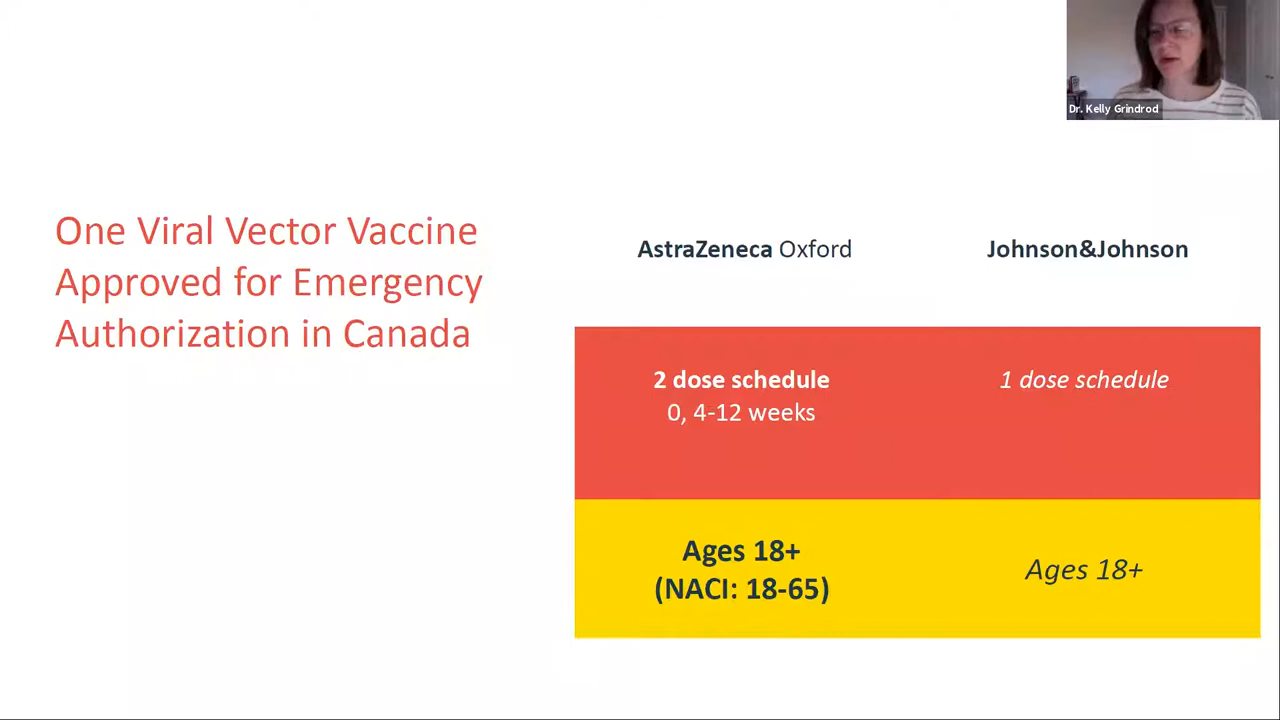 Dr. Kelly Grindrod
One Viral Vector Vaccine
Approved for Emergency
Authorization in Canada
AstraZeneca Oxford
Johnson&Johnson
2 dose schedule
0, 4-12 weeks
1 dose schedule
Ages 18+
(NACI: 18-65)
Ages 18+